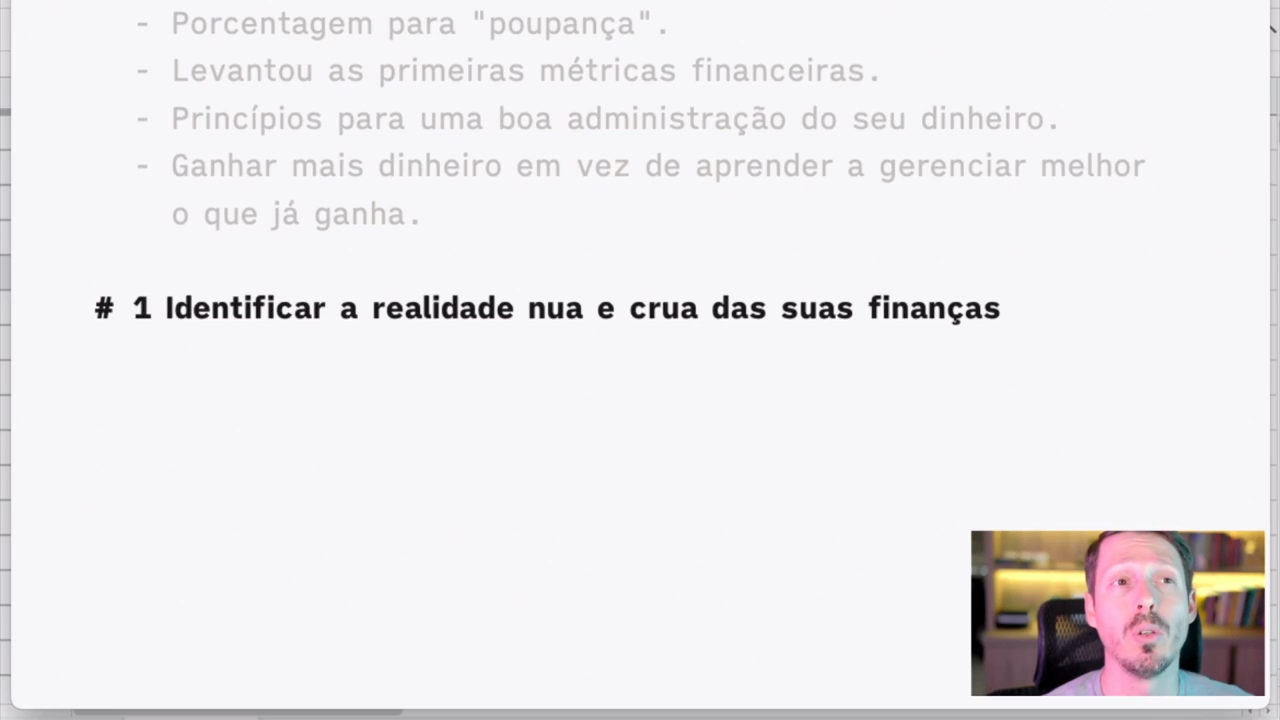 - Porcentagem para "poupança".
- Levantou as primeiras métricas financeiras.
- Princípios para uma boa administração do seu dinheiro.
- Ganhar mais dinheiro em vez de aprender a gerenciar melhor
o que já ganha.
# 1 Identificar a realidade nua e crua das suas finanças